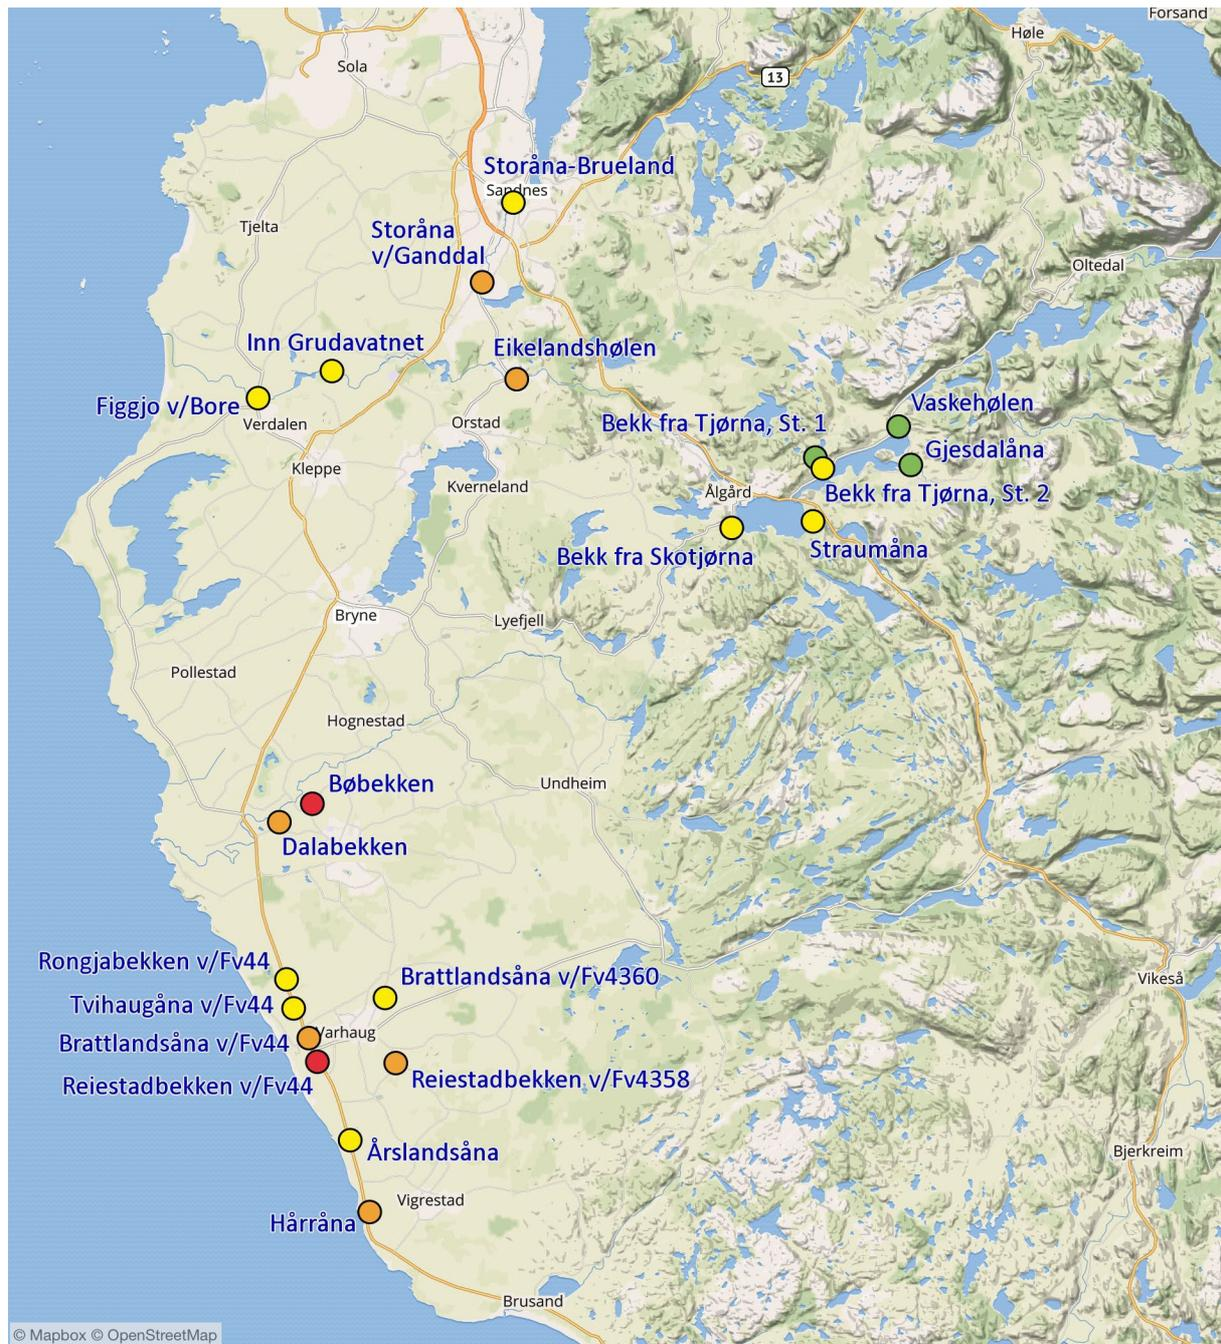 Forsand
Høle
Sola
13
Storåna-Brueland
Sandnes
Tjelta
Storåna
v/Ganddal
Oltedal
Inn Grudavatnet
Eikelandshølen
Figgjo v/Bore
Verdalen
Orstad
Bekk fra Tjørna, St. 1
Vaskehølen
Gjesdalåna
Kleppe
Kverneland
Ålgård
Bekk fra Tjørna, St. 2
Bekk fra Skotjørna
Straumåna
Bryne
Lyefjell
Pollestad
Hognestad
Bøbekken
Undheim
Dalabekken
Rongjabekken v/Fv44
Brattlandsåna v/Fv4360
Vikeså
Tvihaugåna v/Fv44
Varhaug
Brattlandsåna v/Fv44
Reiestadbekken v/Fv44
Reiestadbekken v/Fv4358
Årslandsåna
Bjerkreim
Vigrestad
Hårråna
Brusand
© Mapbox © OpenStreetMap